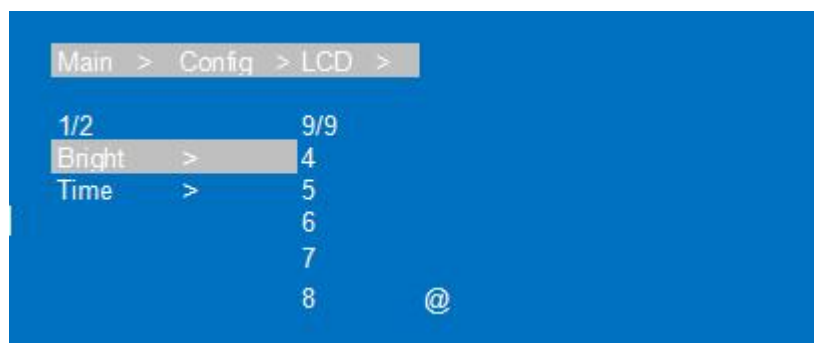 Main > Config > LCD >
1/2 9/9
Bright > 4
Time > 5
6
7
8 @